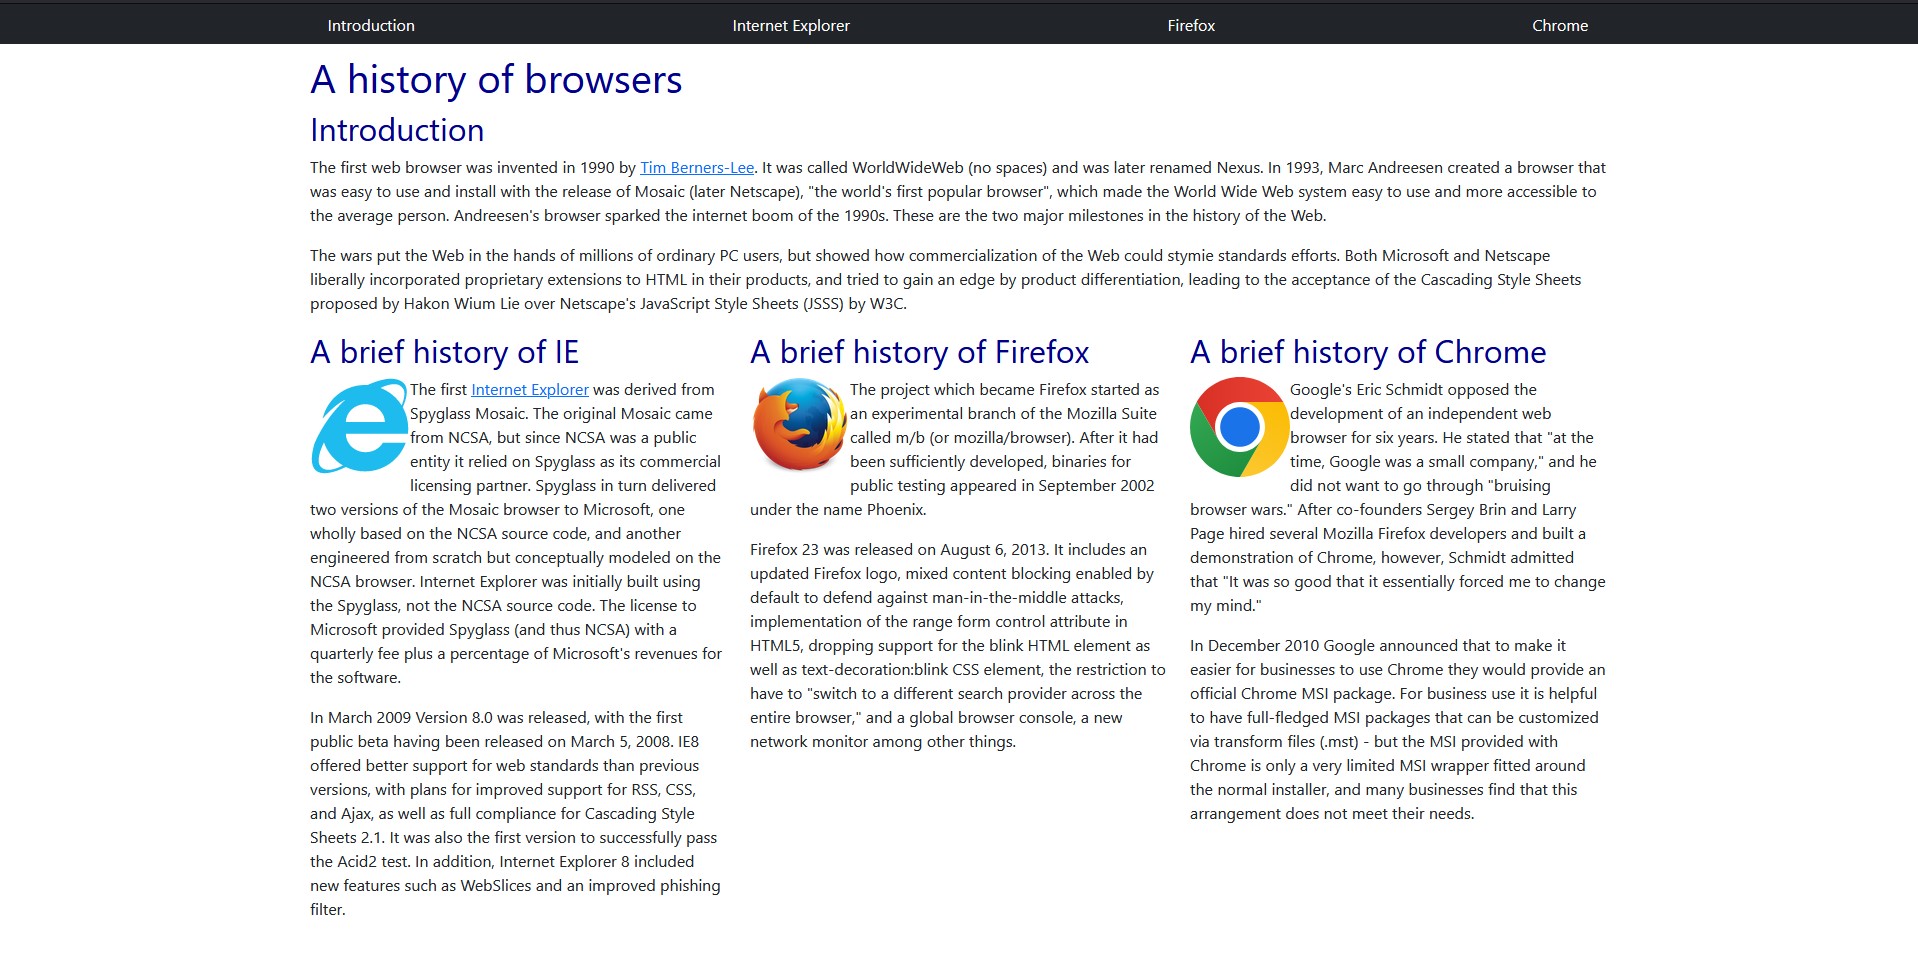 Introduction
Internet Explorer
Firefox
Chrome
A history of browsers
Introduction
The first web browser was invented in 1990 by Tim Berners-Lee. It was called WorldWideWeb (no spaces) and was later renamed Nexus. In 1993, Marc Andreesen created a browser that
was easy to use and install with the release of Mosaic (later Netscape), "the world's first popular browser", which made the World Wide Web system easy to use and more accessible to
the average person. Andreesen's browser sparked the internet boom of the 1990s. These are the two major milestones in the history of the Web.
The wars put the Web in the hands of millions of ordinary PC users, but showed how commercialization of the Web could stymie standards efforts. Both Microsoft and Netscape
liberally incorporated proprietary extensions to HTML in their products, and tried to gain an edge by product differentiation, leading to the acceptance of the Cascading Style Sheets
proposed by Hakon Wium Lie over Netscape's JavaScript Style Sheets (JSSS) by W3C.
A brief history of IE
The first Internet Explorer was derived from
Spyglass Mosaic. The original Mosaic came
from NCSA, but since NCSA was a public
entity it relied on Spyglass as its commercial
licensing partner. Spyglass in turn delivered
two versions of the Mosaic browser to Microsoft, one
wholly based on the NCSA source code, and another
engineered from scratch but conceptually modeled on the
NCSA browser. Internet Explorer was initially built using
the Spyglass, not the NCSA source code. The license to
Microsoft provided Spyglass (and thus NCSA) with a
quarterly fee plus a percentage of Microsoft's revenues for
the software.
In March 2009 Version 8.0 was released, with the first
public beta having been released on March 5, 2008. IE8
offered better support for web standards than previous
versions, with plans for improved support for RSS, CSS,
and Ajax, as well as full compliance for Cascading Style
Sheets 2.1. It was also the first version to successfully pass
the Acid2 test. In addition, Internet Explorer 8 included
new features such as WebSlices and an improved phishing
filter.
A brief history of Firefox
The project which became Firefox started as
an experimental branch of the Mozilla Suite
called m/b (or mozilla/browser). After it had
been sufficiently developed, binaries for
public testing appeared in September 2002
under the name Phoenix.
Firefox 23 was released on August 6, 2013. It includes an
updated Firefox logo, mixed content blocking enabled by
default to defend against man-in-the-middle attacks,
implementation of the range form control attribute in
HTML5, dropping support for the blink HTML element as
well as text-decoration:blink CSS element, the restriction to
have to "switch to a different search provider across the
entire browser," and a global browser console, a new
network monitor among other things.
A brief history of Chrome
Google's Eric Schmidt opposed the
development of an independent web
browser for six years. He stated that "at the
time, Google was a small company," and he
did not want to go through "bruising
browser wars." After co-founders Sergey Brin and Larry
Page hired several Mozilla Firefox developers and built a
demonstration of Chrome, however, Schmidt admitted
that "It was so good that it essentially forced me to change
my mind."
In December 2010 Google announced that to make it
easier for businesses to use Chrome they would provide an
official Chrome MSI package. For business use it is helpful
to have full-fledged MSI packages that can be customized
via transform files (.mst) - but the MSI provided with
Chrome is only a very limited MSI wrapper fitted around
the normal installer, and many businesses find that this
arrangement does not meet their needs.